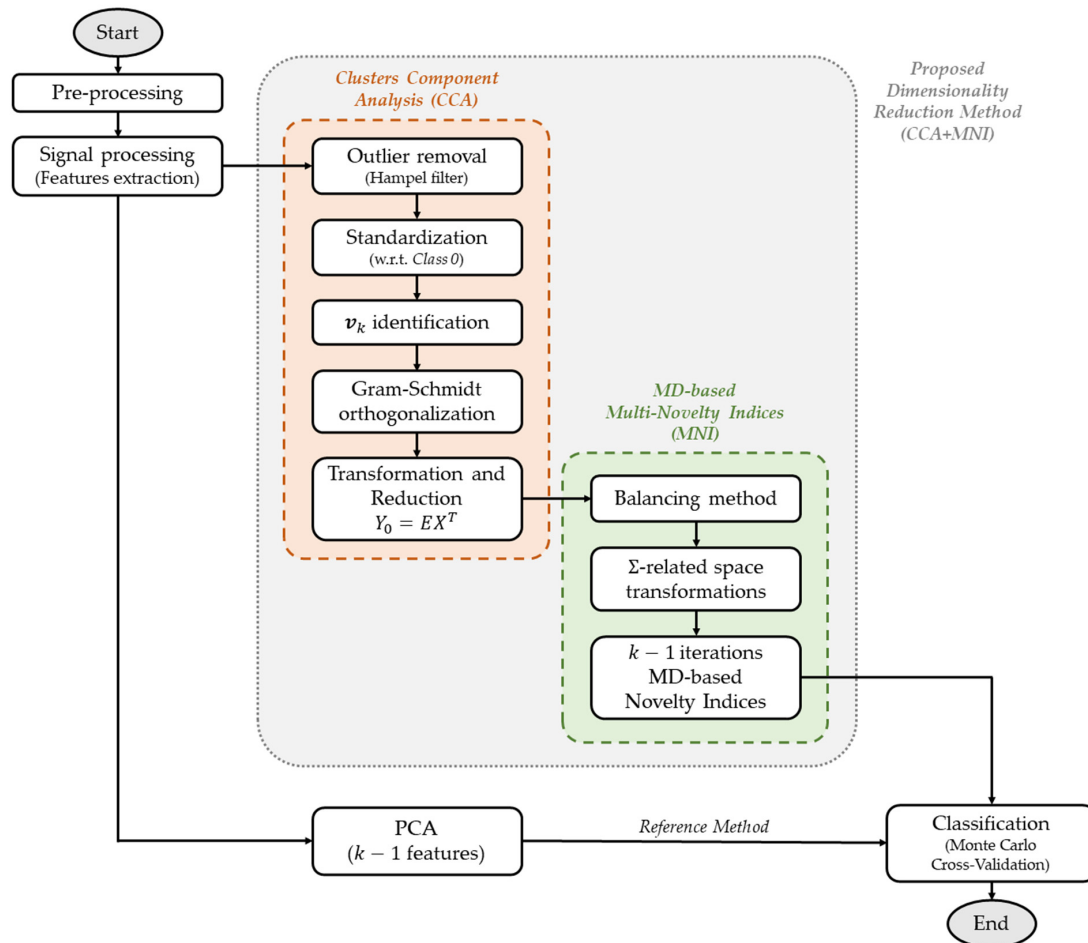 Start
Pre-processing
Signal processing
(Features extraction)
Clusters Component
Analysis (CCA)
Outlier removal
(Hampel filter)
Standardization
(w.r.t. Class 0)
𝒗ₖ identification
Gram-Schmidt
orthogonalization
Transformation and
Reduction
Y₀ = EXᵀ
Proposed
Dimensionality
Reduction Method
(CCA+MNI)
MD-based
Multi-Novelty Indices
(MNI)
Balancing method
Σ-related space
transformations
k − 1 iterations
MD-based
Novelty Indices
PCA
(k − 1 features)
Reference Method
Classification
(Monte Carlo
Cross-Validation)
End